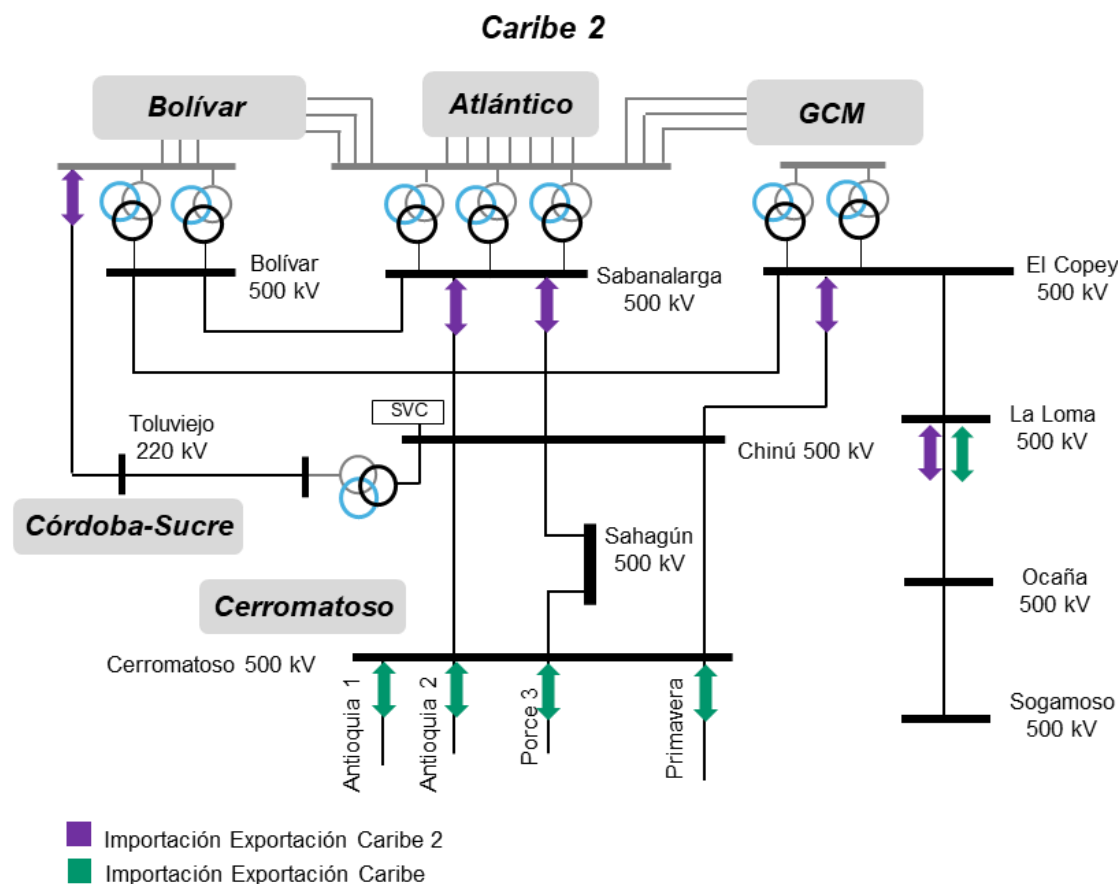 Caribe 2
Bolívar
Atlántico
GCM
Bolívar
500 kV
Sabanalarga
500 kV
El Copey
500 kV
SVC
Toluviejo
220 kV
Chinú 500 kV
La Loma
500 kV
Córdoba-Sucre
Sahagún
500 kV
Ocaña
500 kV
Cerromatoso
Cerromatoso 500 kV
Antioquia 1
Antioquia 2
Porce 3
Primavera
Sogamoso
500 kV
Importación Exportación Caribe 2
Importación Exportación Caribe